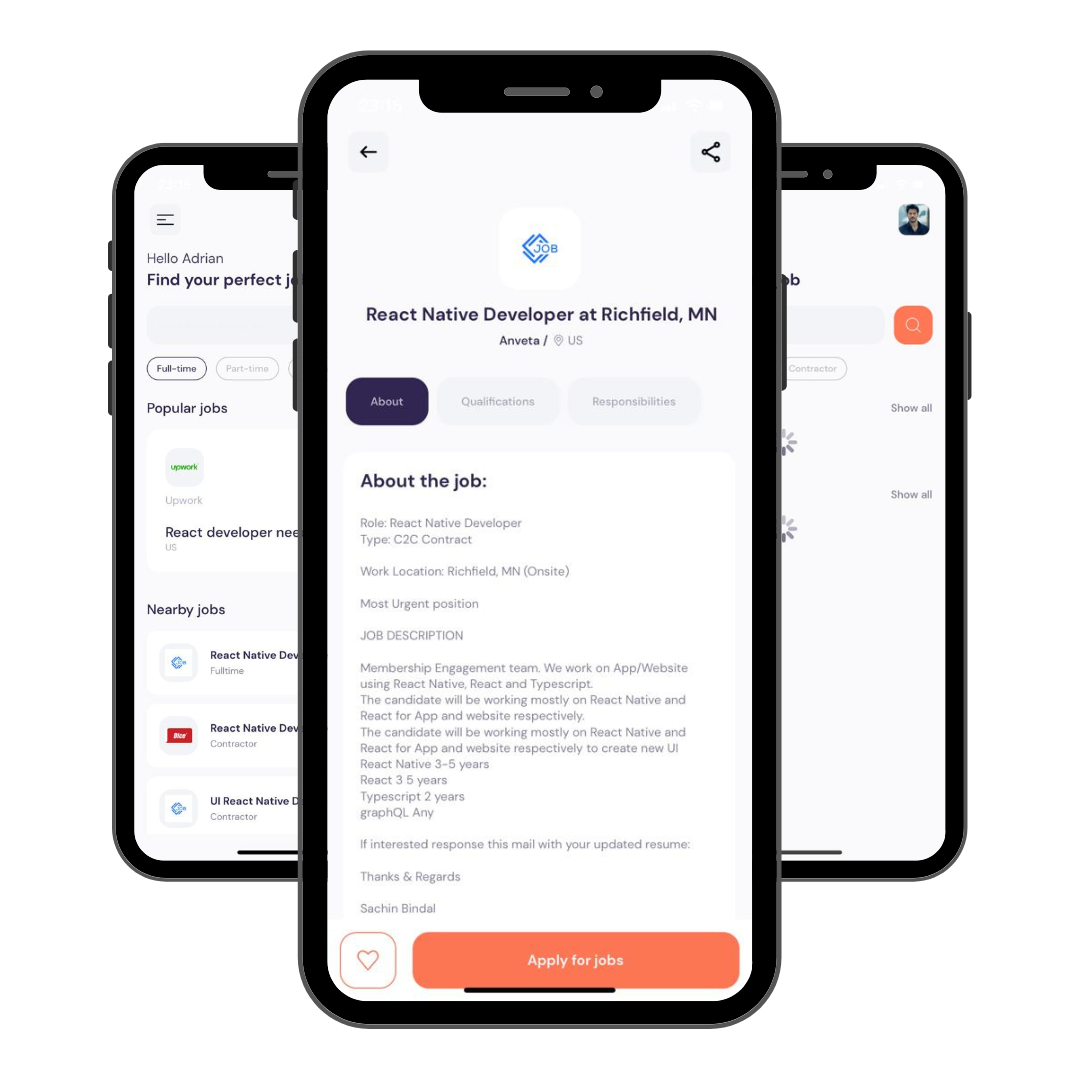 23:15
React Native Developer at Richfield, MN
Anveta / US
About
Qualifications
Responsibilities
About the job:
Role: React Native Developer
Type: C2C Contract
Work Location: Richfield, MN (Onsite)
Most Urgent position
JOB DESCRIPTION
Membership Engagement team. We work on App/Website
using React Native, React and Typescript.
The candidate will be working mostly on React Native and
React for App and website respectively.
The candidate will be working mostly on React Native and
React for App and website respectively to create new UI
React Native 3-5 years
React 3 5 years
Typescript 2 years
graphQL Any
If interested response this mail with your updated resume:
Thanks & Regards
Sachin Bindal
Apply for jobs
JOB
Hello Adrian
Find your perfect jo
Full-time
Part-time
Popular jobs
upwork
Upwork
React developer nee
US
Nearby jobs
React Native Dev
Fulltime
Dice
React Native Dev
Contractor
UI React Native D
Contractor
ob
Contractor
Show all
Show all